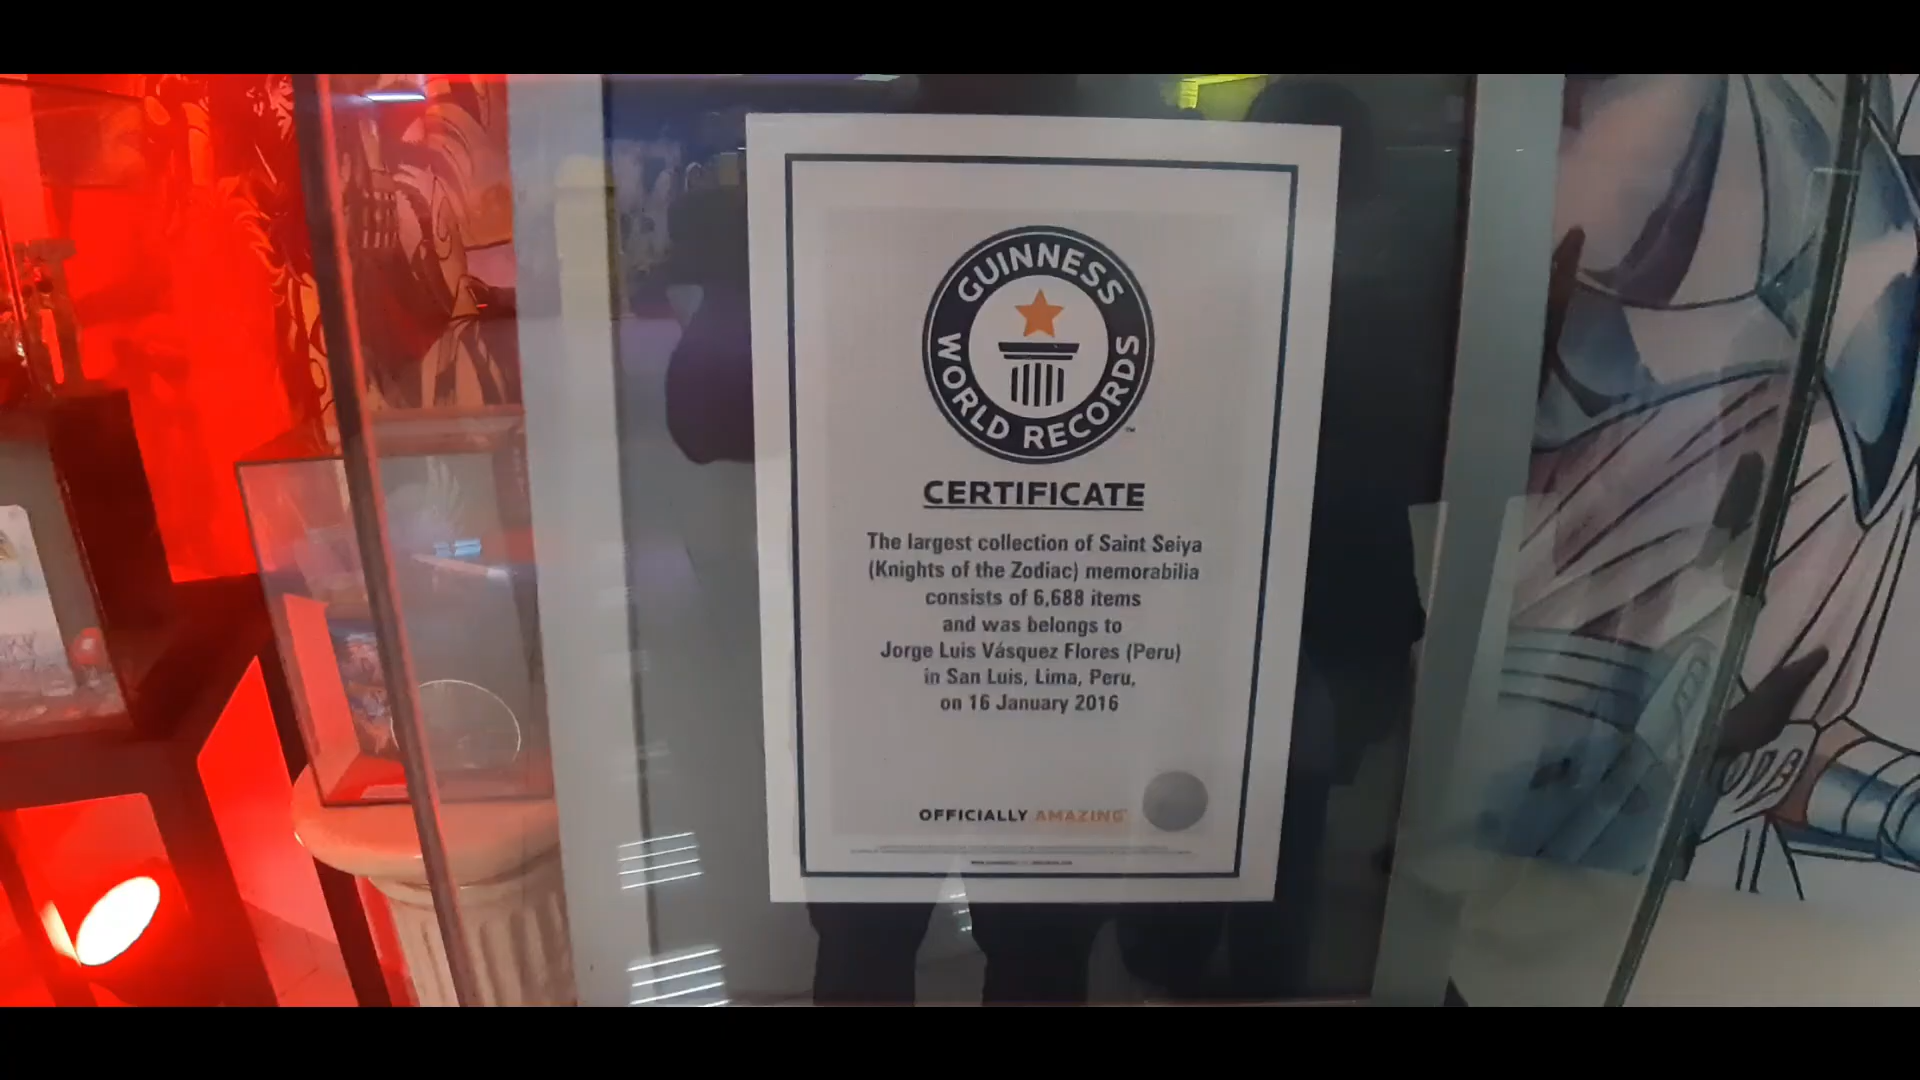 GUINNESS
WORLD RECORDS
CERTIFICATE
The largest collection of Saint Seiya
(Knights of the Zodiac) memorabilia
consists of 6,688 items
and was belongs to
Jorge Luis Vásquez Flores (Peru)
in San Luis, Lima, Peru,
on 16 January 2016
OFFICIALLY AMAZING